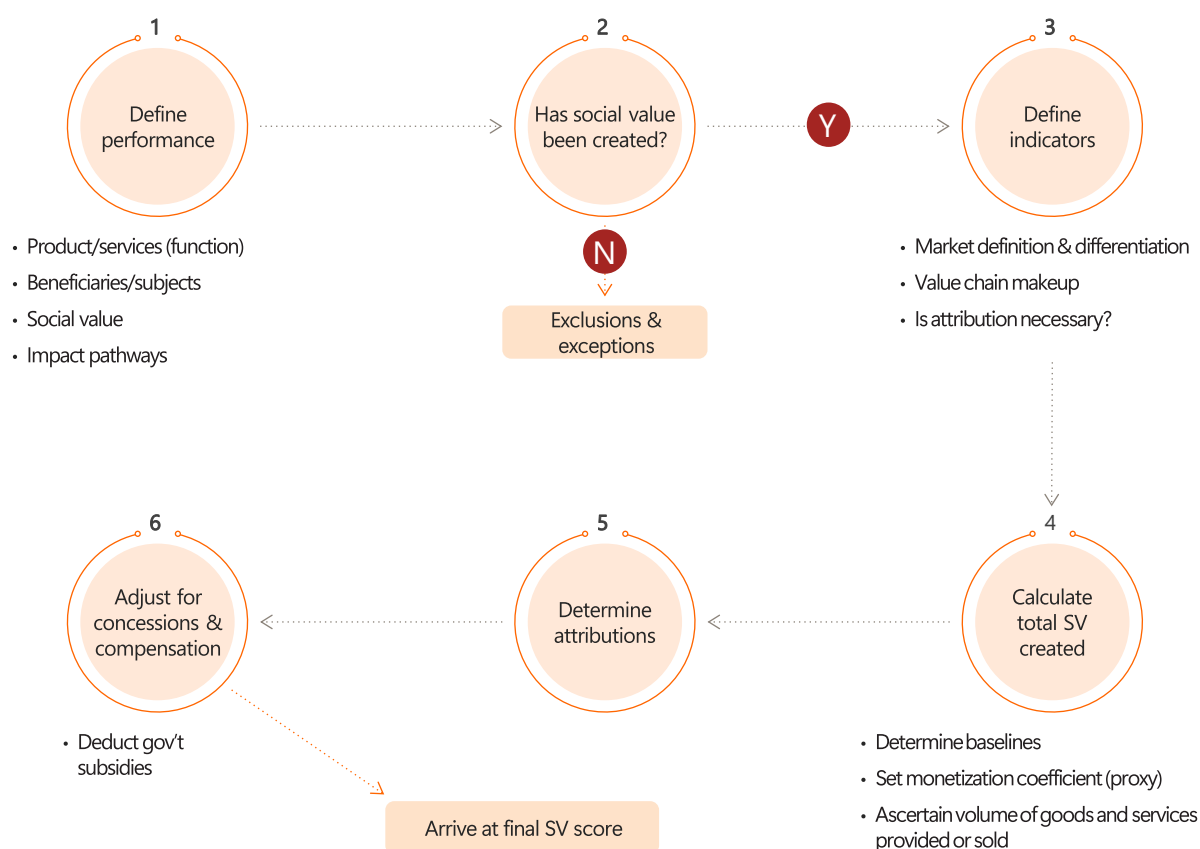 1
Define
performance
• Product/services (function)
• Beneficiaries/subjects
• Social value
• Impact pathways
2
Has social value
been created?
Y
N
Exclusions &
exceptions
3
Define
indicators
• Market definition & differentiation
• Value chain makeup
• Is attribution necessary?
4
Calculate
total SV
created
• Determine baselines
• Set monetization coefficient (proxy)
• Ascertain volume of goods and services
provided or sold
5
Determine
attributions
6
Adjust for
concessions &
compensation
• Deduct gov’t
subsidies
Arrive at final SV score